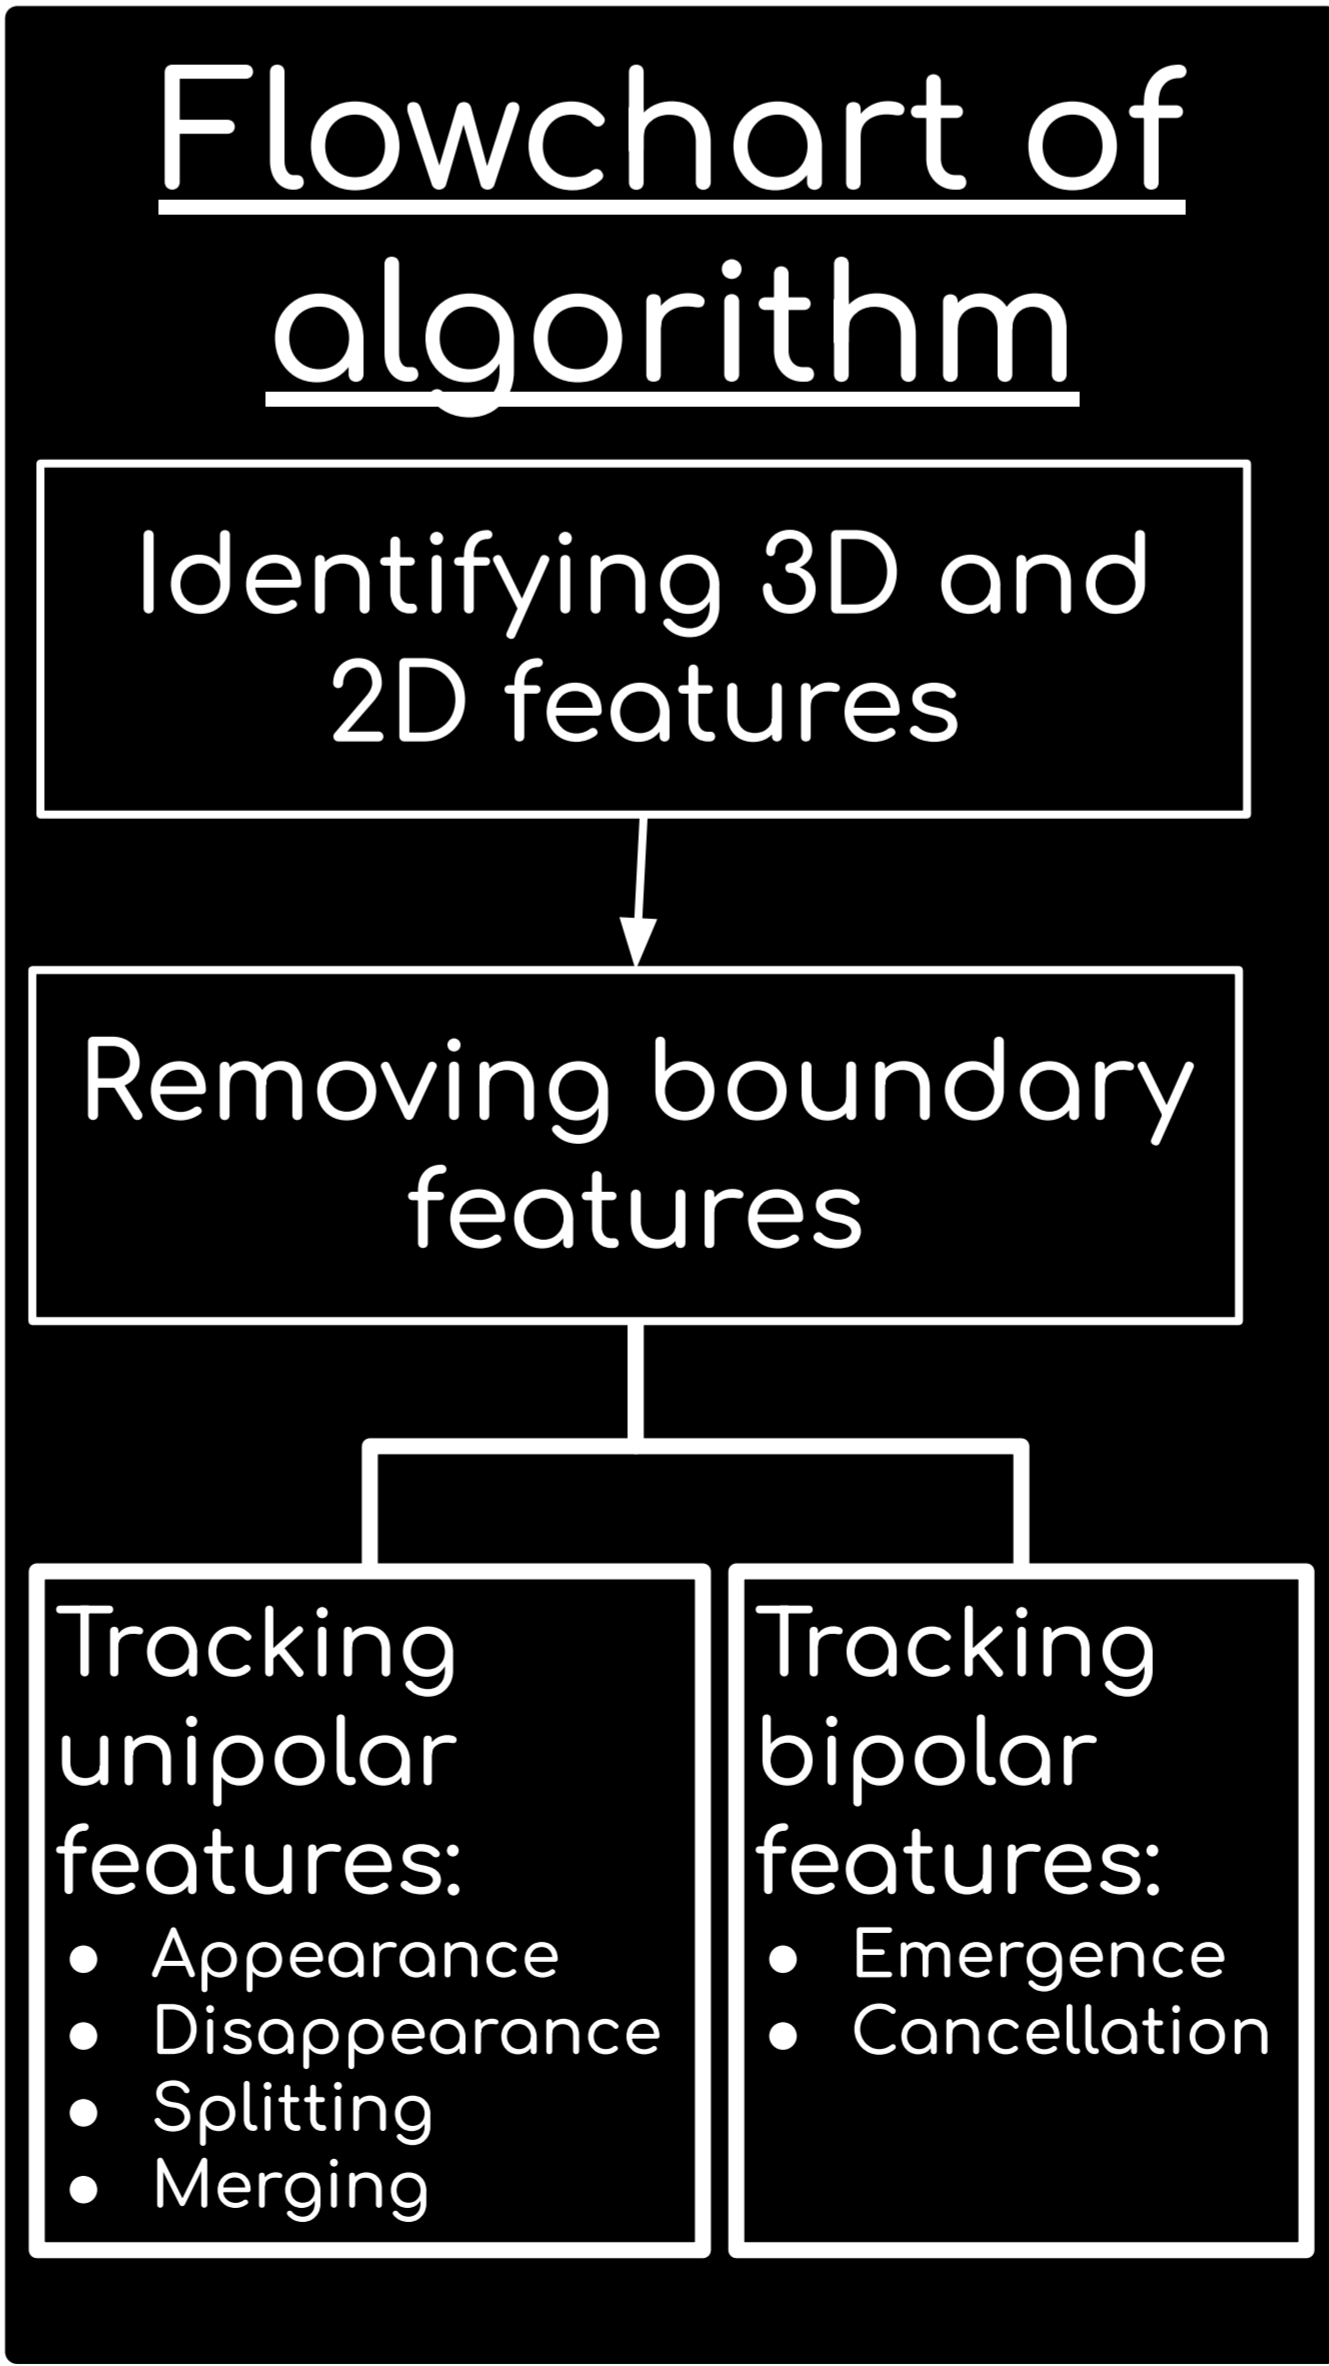 Flowchart of
algorithm
Identifying 3D and
2D features
Removing boundary
features
Tracking
unipolar
features:
● Appearance
● Disappearance
● Splitting
● Merging
Tracking
bipolar
features:
● Emergence
● Cancellation